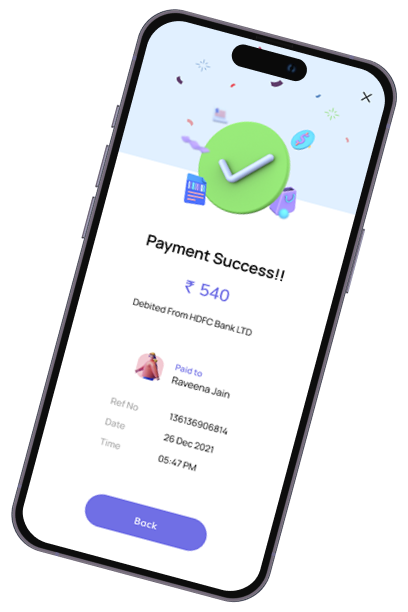 Payment Success!!
₹ 540
Debited From HDFC Bank LTD
Paid to
Raveena Jain
Ref No 136136906814
Date 26 Dec 2021
Time 05:47 PM
Back